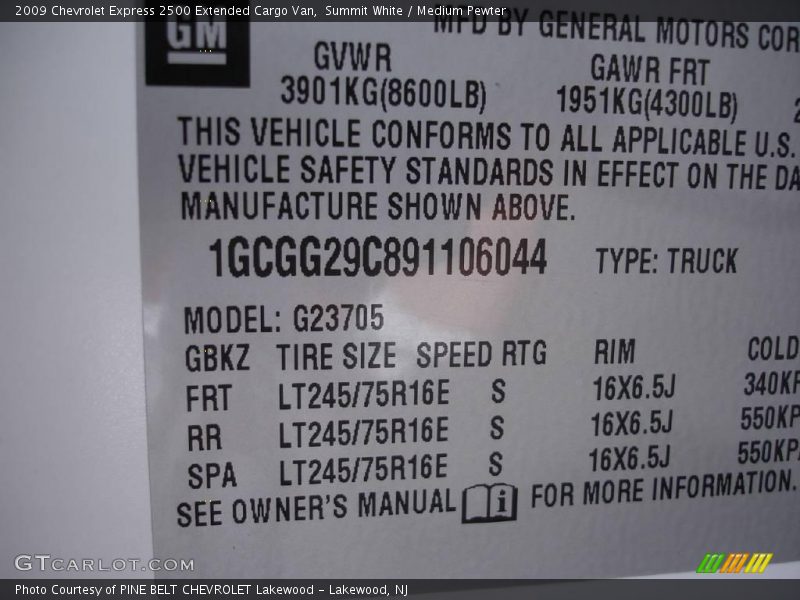 2009 Chevrolet Express 2500 Extended Cargo Van, Summit White / Medium Pewter
MFD BY GENERAL MOTORS COR
GM
GVWR GAWR FRT
3901KG(8600LB) 1951KG(4300LB)
THIS VEHICLE CONFORMS TO ALL APPLICABLE U.S.
VEHICLE SAFETY STANDARDS IN EFFECT ON THE DA
MANUFACTURE SHOWN ABOVE.
1GCGG29C891106044 TYPE: TRUCK
MODEL: G23705
GBKZ TIRE SIZE SPEED RTG RIM COLD
FRT LT245/75R16E S 16X6.5J 340KP
RR LT245/75R16E S 16X6.5J 550KP
SPA LT245/75R16E S 16X6.5J 550KPA
SEE OWNER'S MANUAL i FOR MORE INFORMATION.
GTCARLOT.COM
Photo Courtesy of PINE BELT CHEVROLET Lakewood - Lakewood, NJ